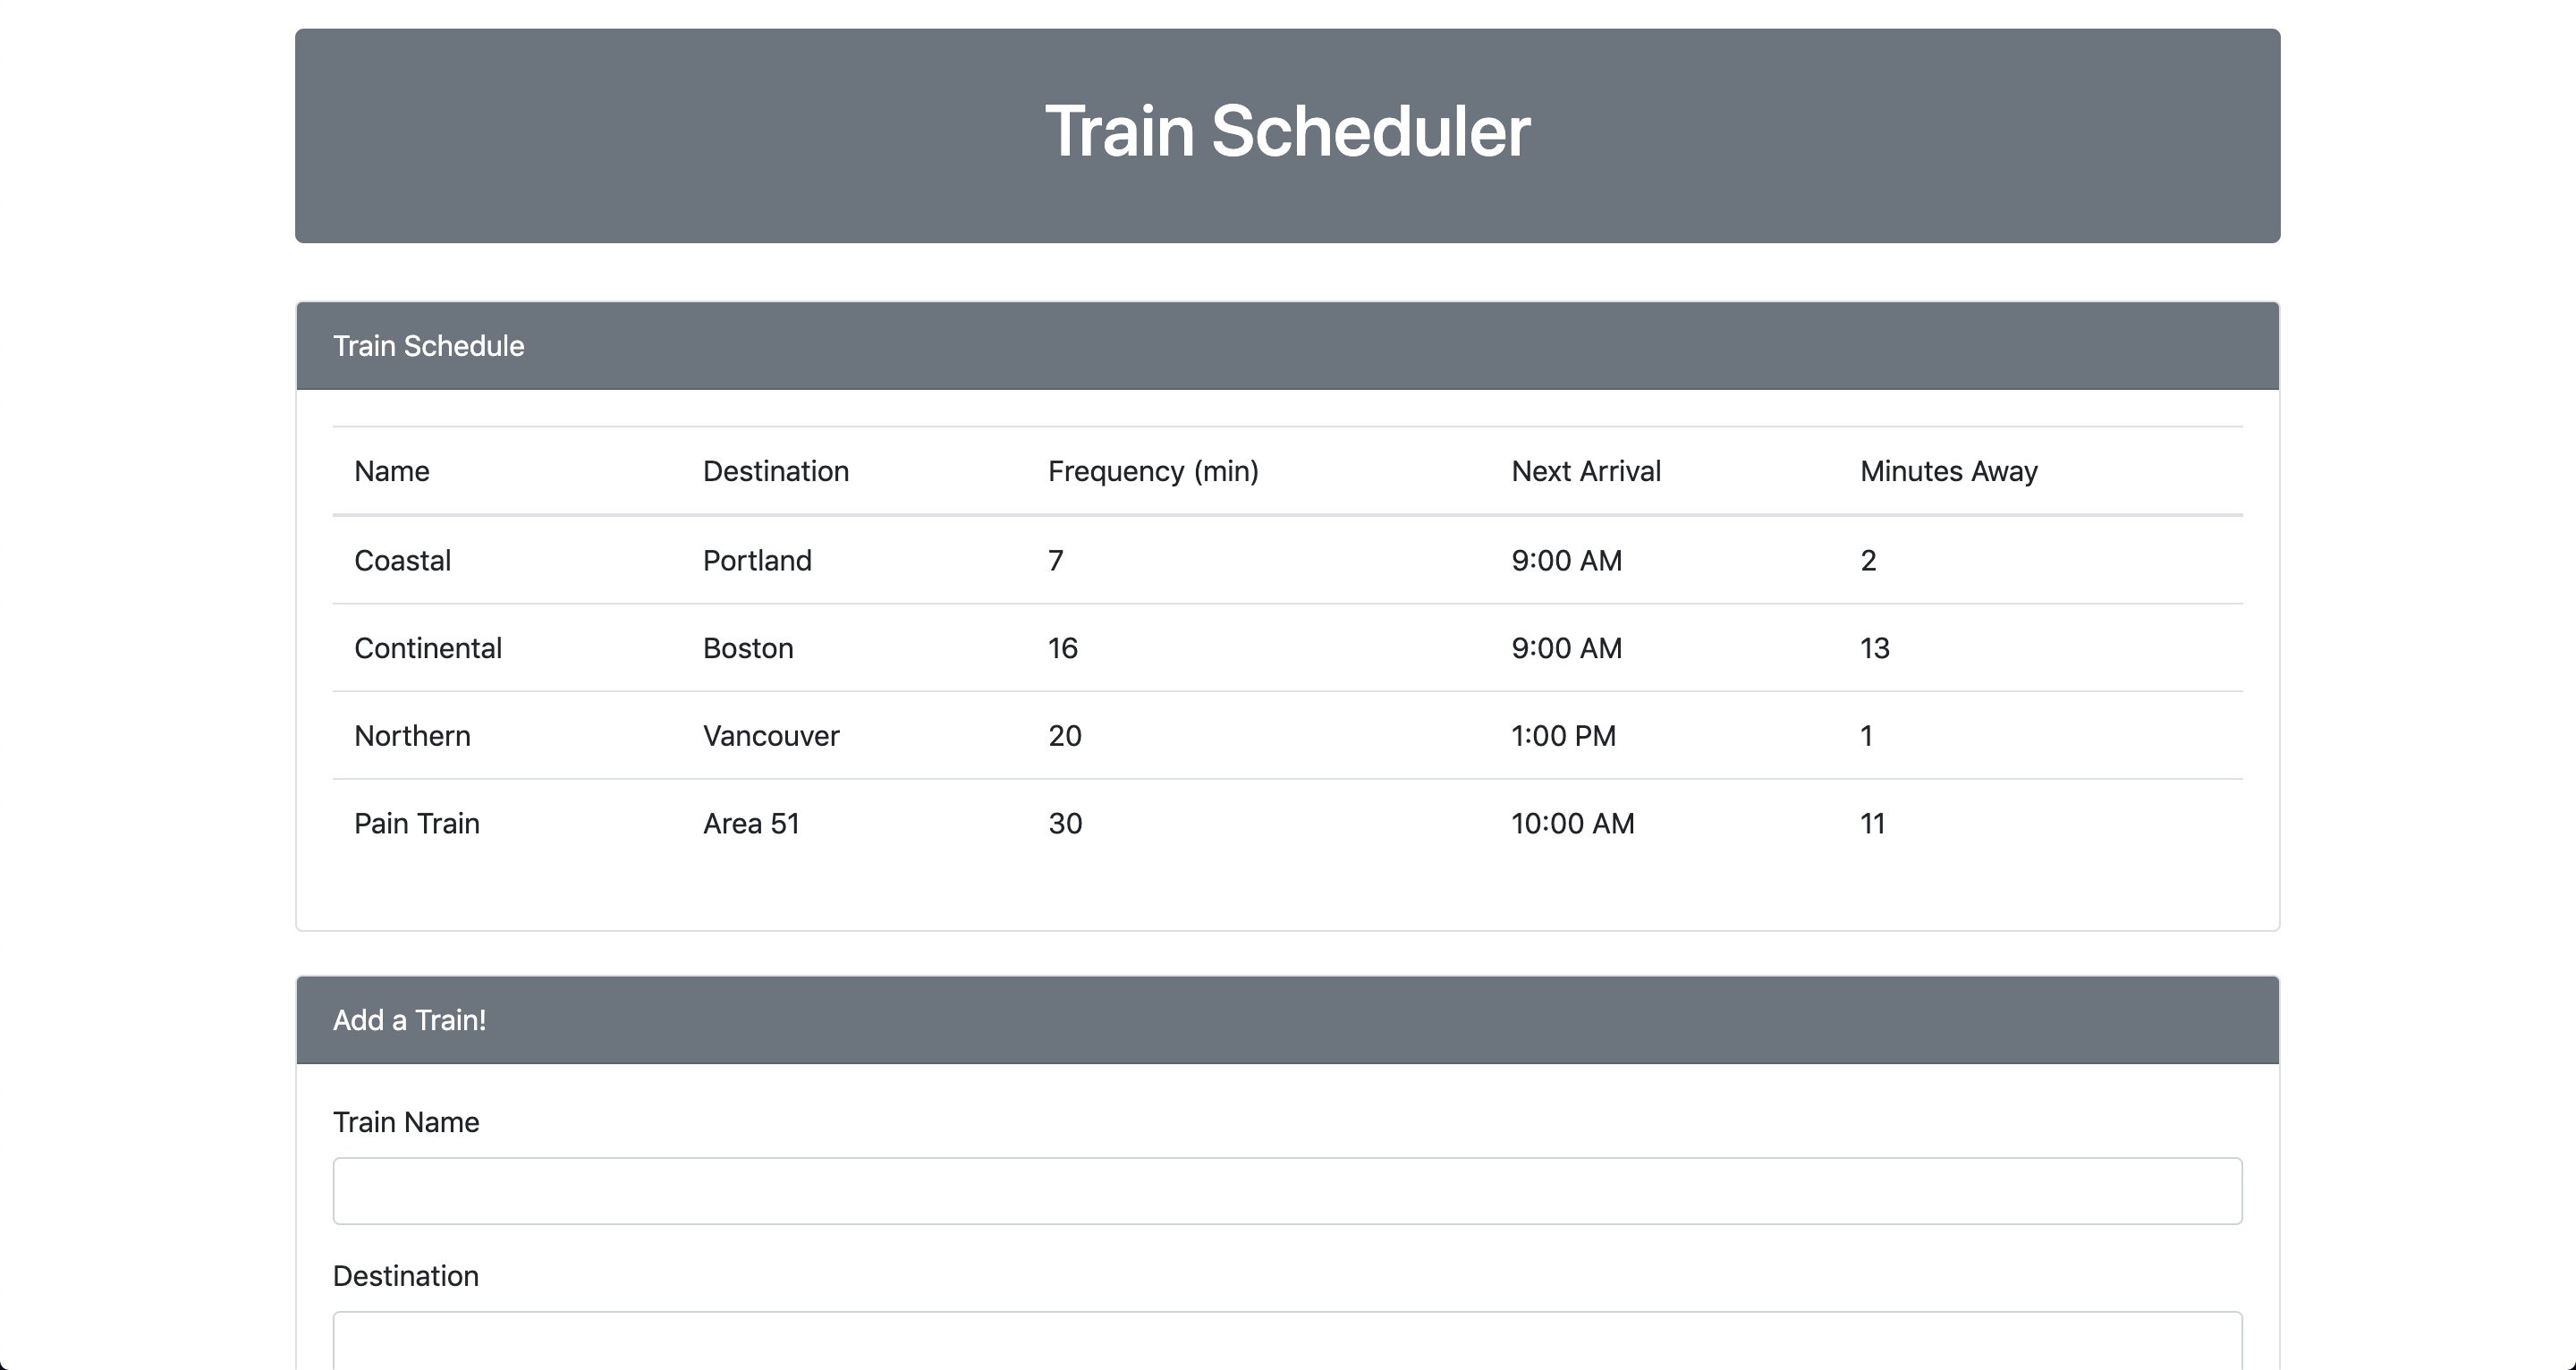 Train Scheduler
Train Schedule
Name Destination Frequency (min) Next Arrival Minutes Away
Coastal Portland 7 9:00 AM 2
Continental Boston 16 9:00 AM 13
Northern Vancouver 20 1:00 PM 1
Pain Train Area 51 30 10:00 AM 11
Add a Train!
Train Name
Destination